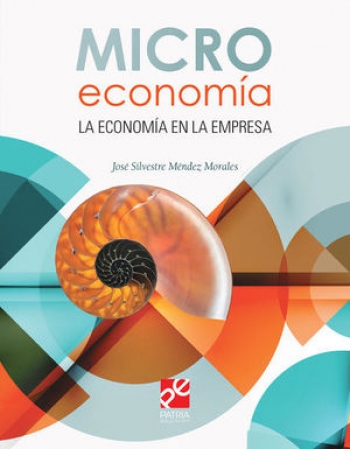 MICRO
economía
LA ECONOMÍA EN LA EMPRESA
José Silvestre Méndez Morales
PATRIA